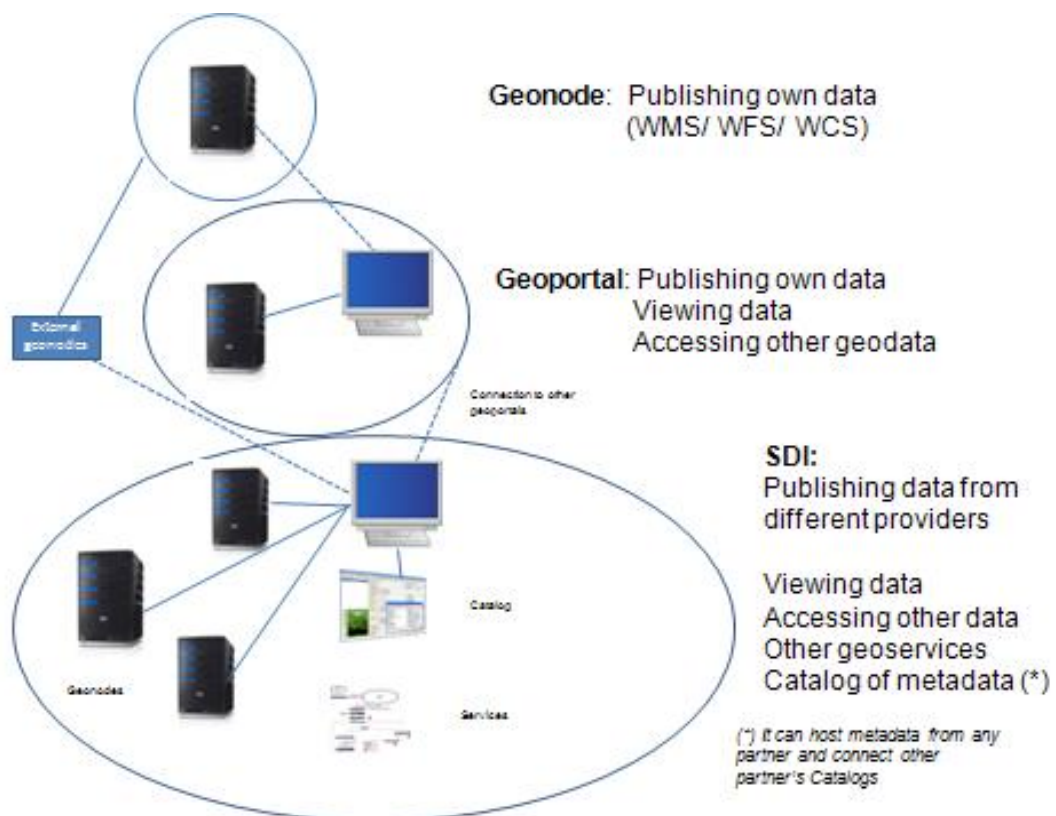 Geonode: Publishing own data
(WMS/ WFS/ WCS)
Geoportal: Publishing own data
Viewing data
Accessing other geodata
External
geonodes
Connection to other
geoportals
SDI:
Publishing data from
different providers
Viewing data
Accessing other data
Other geoservices
Catalog of metadata (*)
Catalog
Geonodes
Services
(*) It can host metadata from any
partner and connect other
partner's Catalogs